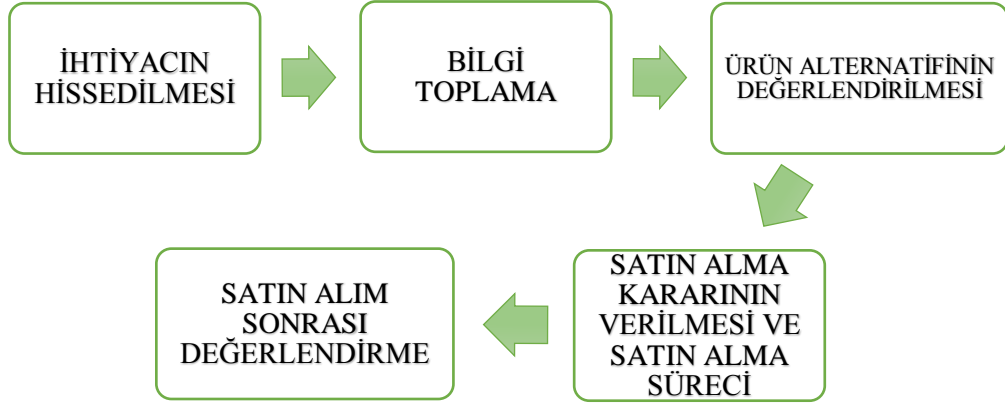 İHTİYACIN
HİSSEDİLMESİ
BİLGİ
TOPLAMA
ÜRÜN ALTERNATİFİNİN
DEĞERLENDİRİLMESİ
SATIN ALMA
KARARININ
VERİLMESİ VE
SATIN ALMA
SÜRECİ
SATIN ALIM
SONRASI
DEĞERLENDİRME